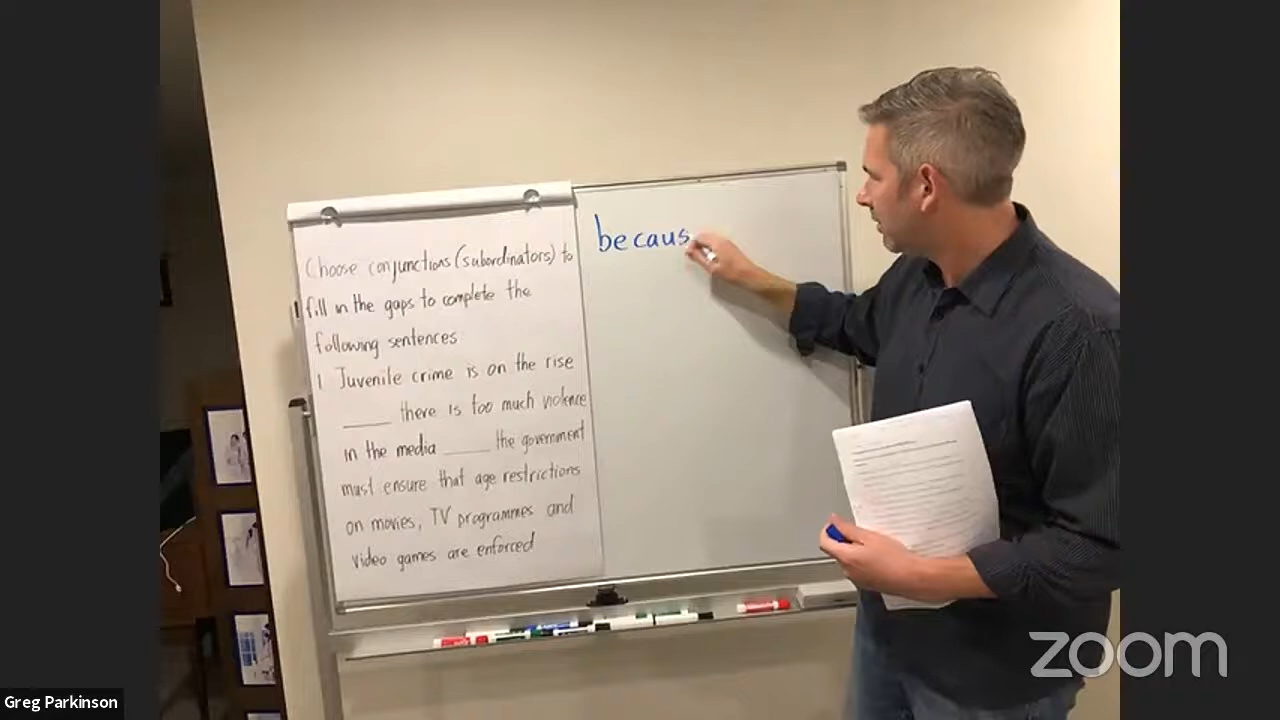 Choose conjunctions (subordinators) to
fill in the gaps to complete the
following sentences
1 Juvenile crime is on the rise
____ there is too much violence
in the media ____ the government
must ensure that age restrictions
on movies, TV programmes and
video games are enforced
becaus
Greg Parkinson
zoom